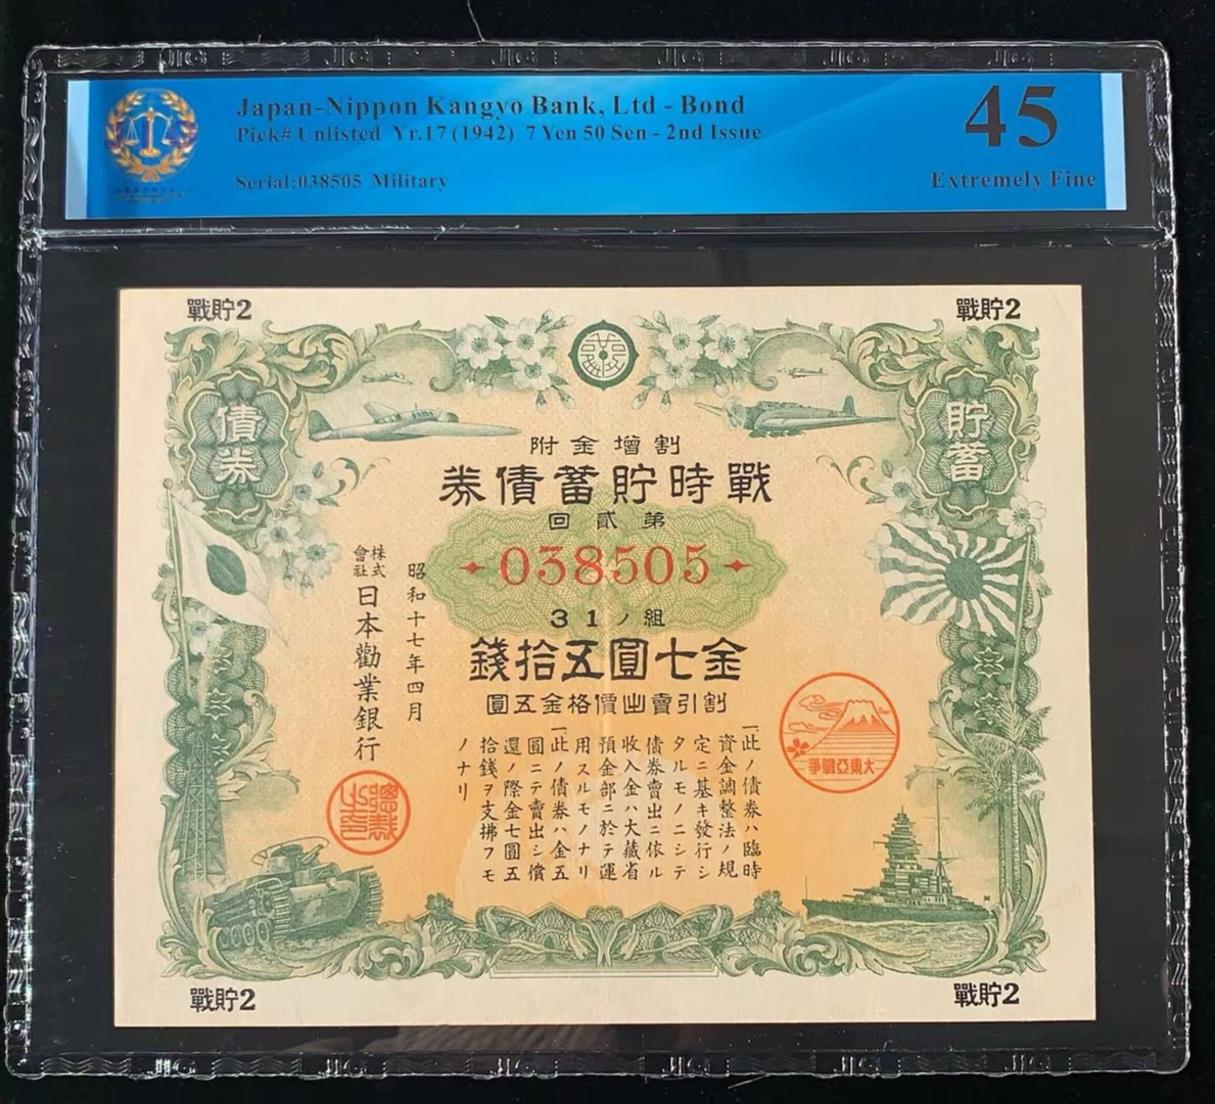 Japan-Nippon Kangyo Bank, Ltd - Bond
Pick# Unlisted Yr.17 (1942) 7 Yen 50 Sen - 2nd Issue
Serial:038505 Military
45
Extremely Fine
戰貯2
戰貯2
貯蓄
債券
割增金附
戰時貯蓄債券
第貳回
038505
31ノ組
金七圓五拾錢
割引賣出價格金五圓
一此ノ債券ハ臨時
資金調整法ノ規
定ニ基キ發行シ
タルモノニシテ
債券賣出ニ依ル
收入金ハ大藏省
預金部ニ於テ運
用スルモノナリ
一此ノ債券ハ金五
圓ニテ賣出シ償
還ノ際金七圓五
拾錢ヲ支拂フモ
ノナリ
昭和十七年四月
株式會社日本勸業銀行
大東亞戰爭
戰貯2
戰貯2